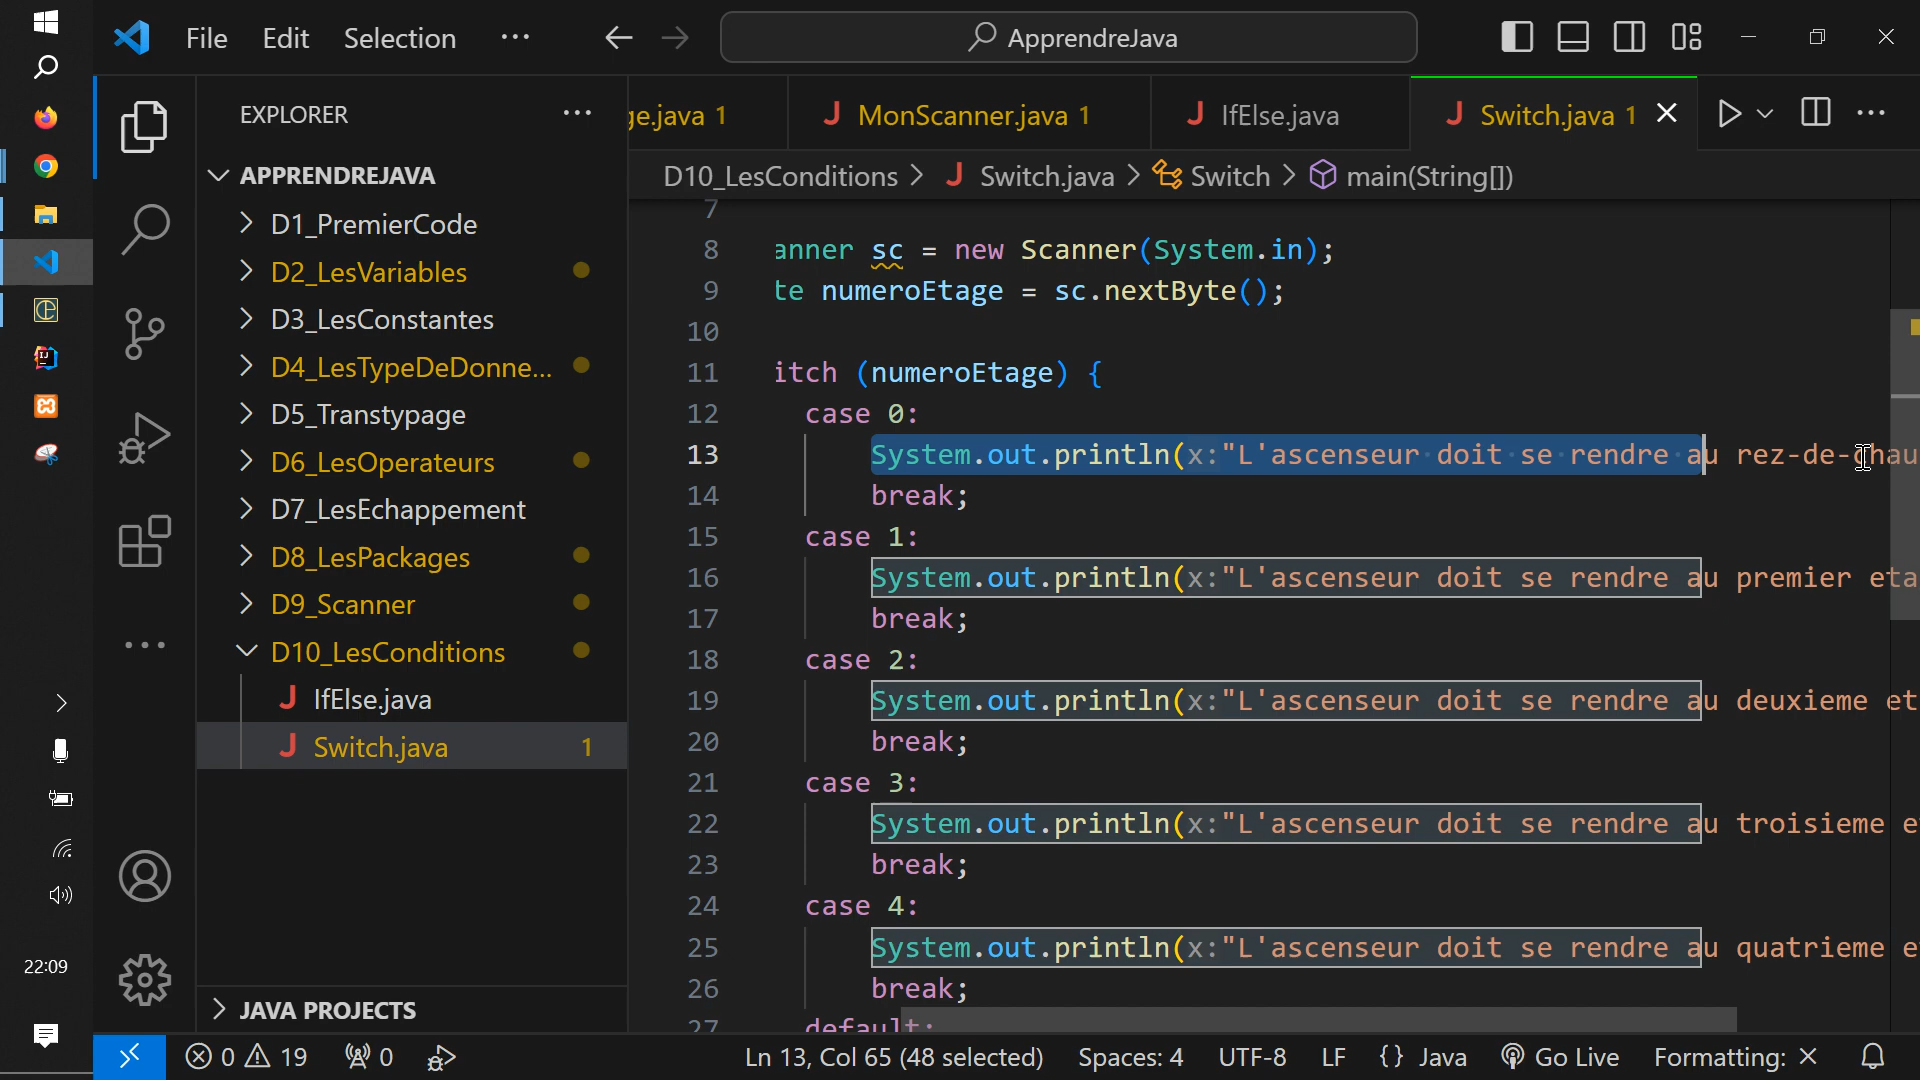 File Edit Selection ··· ApprendreJava
EXPLORER ···
ge.java 1 MonScanner.java 1 IfElse.java Switch.java 1
D10_LesConditions > Switch.java > Switch > main(String[])
APPRENDREJAVA
D1_PremierCode
D2_LesVariables
D3_LesConstantes
D4_LesTypeDeDonne...
D5_Transtypage
D6_LesOperateurs
D7_LesEchappement
D8_LesPackages
D9_Scanner
D10_LesConditions
IfElse.java
Switch.java 1
JAVA PROJECTS
7
8 anner sc = new Scanner(System.in);
9 te numeroEtage = sc.nextByte();
10
11 itch (numeroEtage) {
12 case 0:
13 System.out.println(x:"L'ascenseur doit se rendre au rez-de-chau
14 break;
15 case 1:
16 System.out.println(x:"L'ascenseur doit se rendre au premier eta
17 break;
18 case 2:
19 System.out.println(x:"L'ascenseur doit se rendre au deuxieme et
20 break;
21 case 3:
22 System.out.println(x:"L'ascenseur doit se rendre au troisieme e
23 break;
24 case 4:
25 System.out.println(x:"L'ascenseur doit se rendre au quatrieme e
26 break;
27 default:
22:09
0 19 0 Ln 13, Col 65 (48 selected) Spaces: 4 UTF-8 LF {} Java Go Live Formatting: ×